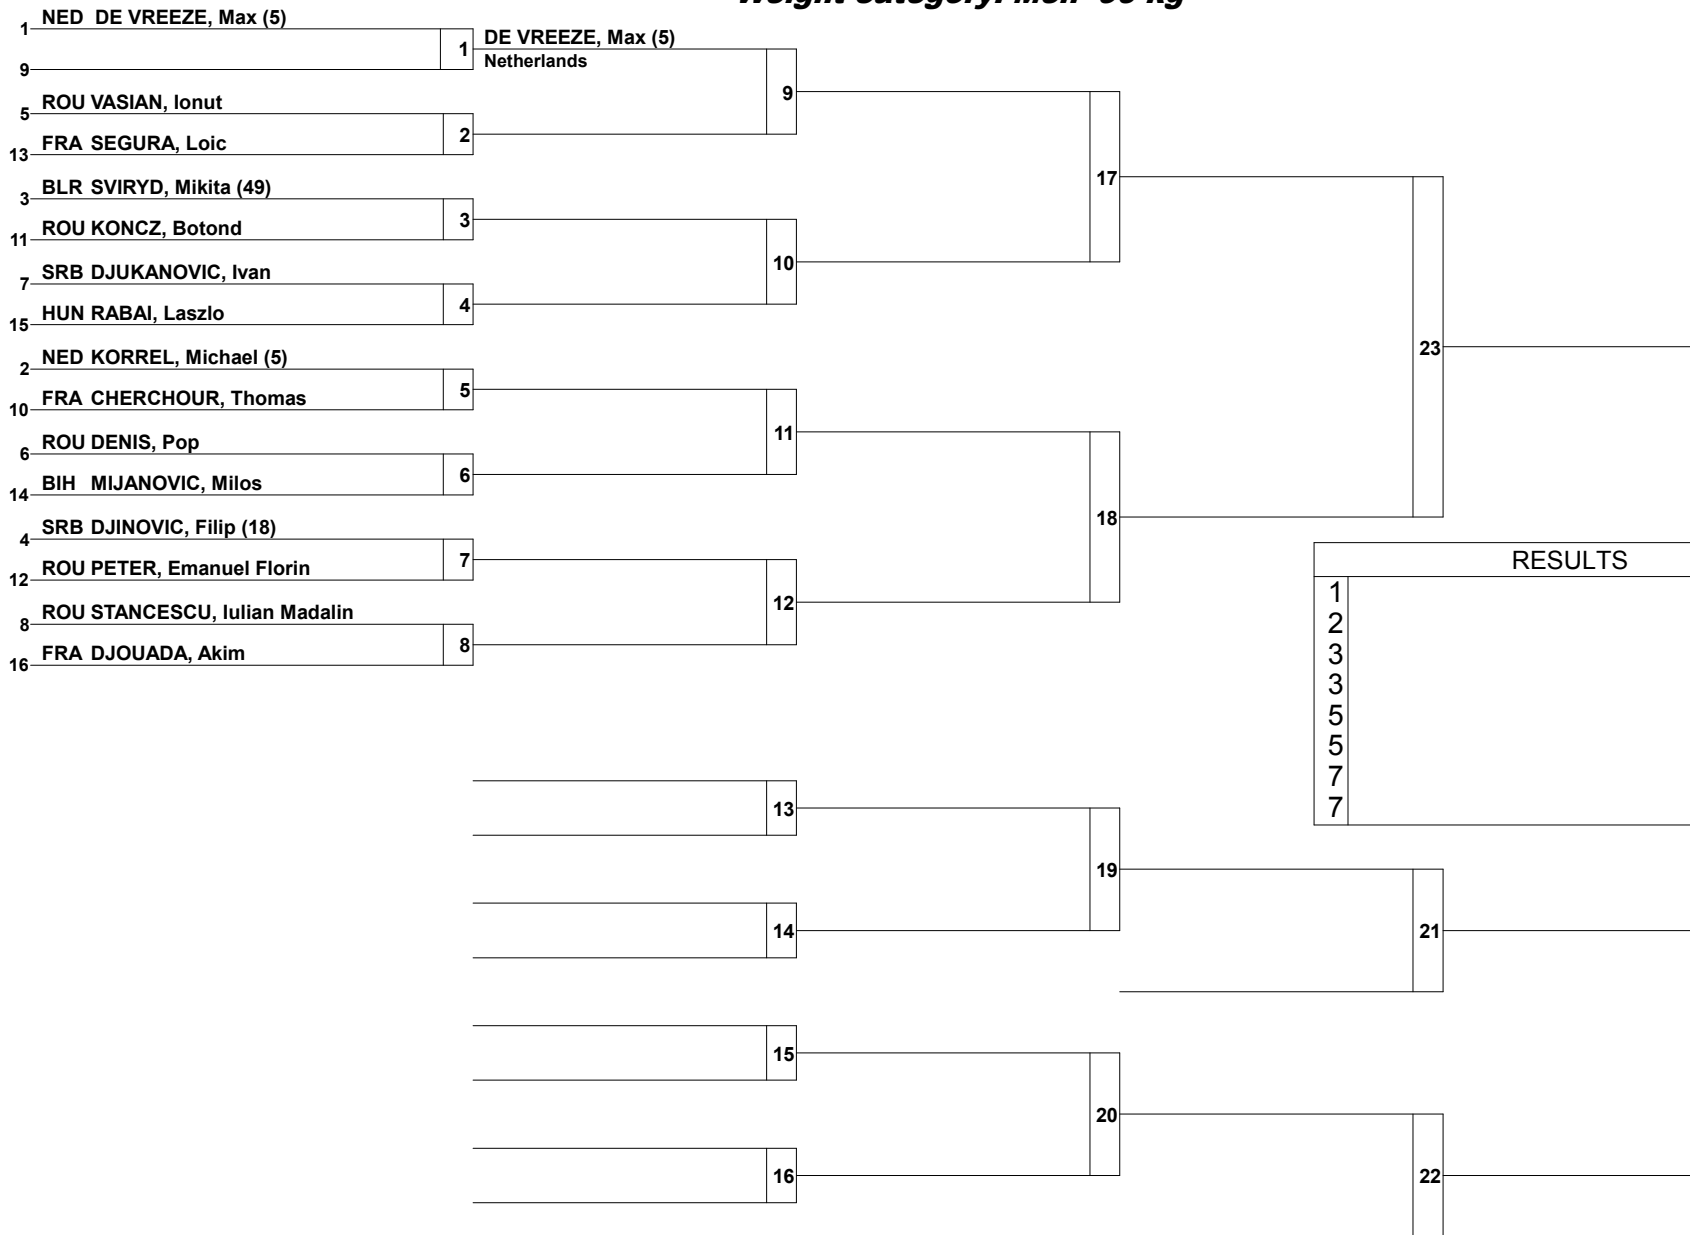 1 NED DE VREEZE, Max (5)
9
1
DE VREEZE, Max (5)
Netherlands
5 ROU VASIAN, Ionut
13 FRA SEGURA, Loic
2
9
3 BLR SVIRYD, Mikita (49)
11 ROU KONCZ, Botond
3
7 SRB DJUKANOVIC, Ivan
15 HUN RABAI, Laszlo
4
10
17
2 NED KORREL, Michael (5)
10 FRA CHERCHOUR, Thomas
5
6 ROU DENIS, Pop
14 BIH MIJANOVIC, Milos
6
11
4 SRB DJINOVIC, Filip (18)
12 ROU PETER, Emanuel Florin
7
8 ROU STANCESCU, Iulian Madalin
16 FRA DJOUADA, Akim
8
12
18
23
RESULTS
1
2
3
3
5
5
7
7
13
14
19
21
15
16
20
22